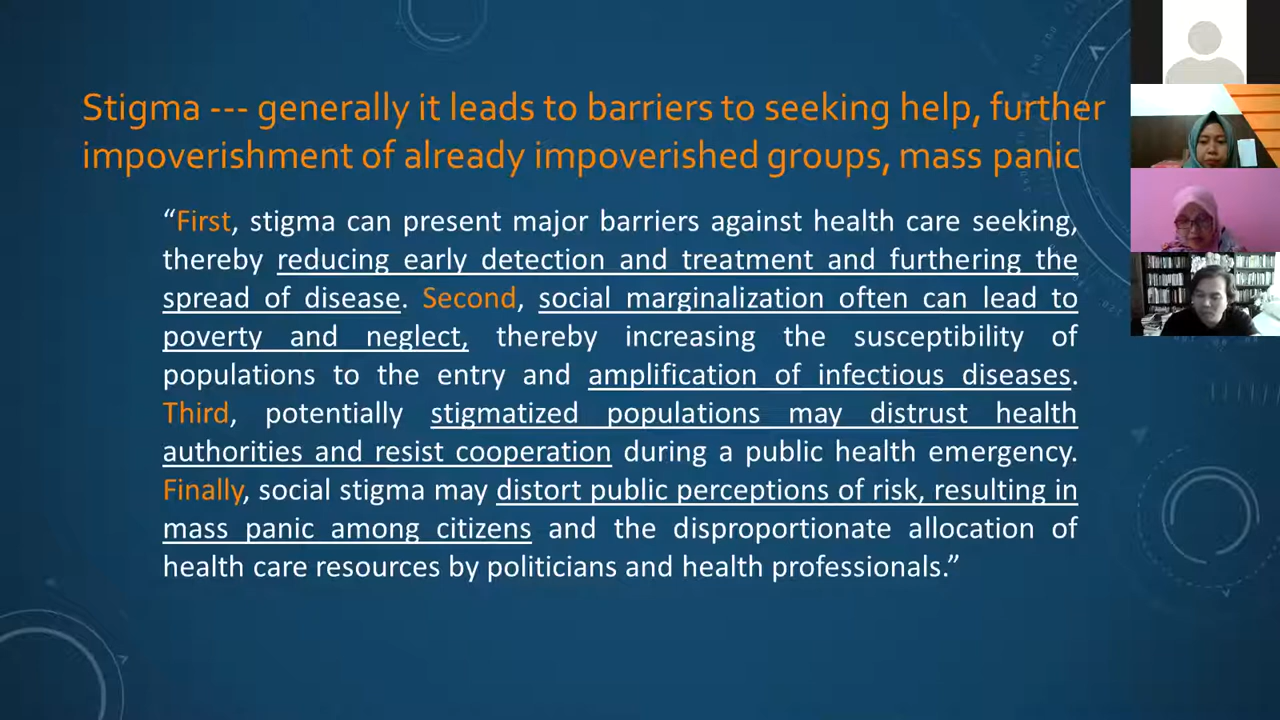 Stigma --- generally it leads to barriers to seeking help, further
impoverishment of already impoverished groups, mass panic
“First, stigma can present major barriers against health care seeking,
thereby reducing early detection and treatment and furthering the
spread of disease. Second, social marginalization often can lead to
poverty and neglect, thereby increasing the susceptibility of
populations to the entry and amplification of infectious diseases.
Third, potentially stigmatized populations may distrust health
authorities and resist cooperation during a public health emergency.
Finally, social stigma may distort public perceptions of risk, resulting in
mass panic among citizens and the disproportionate allocation of
health care resources by politicians and health professionals.”